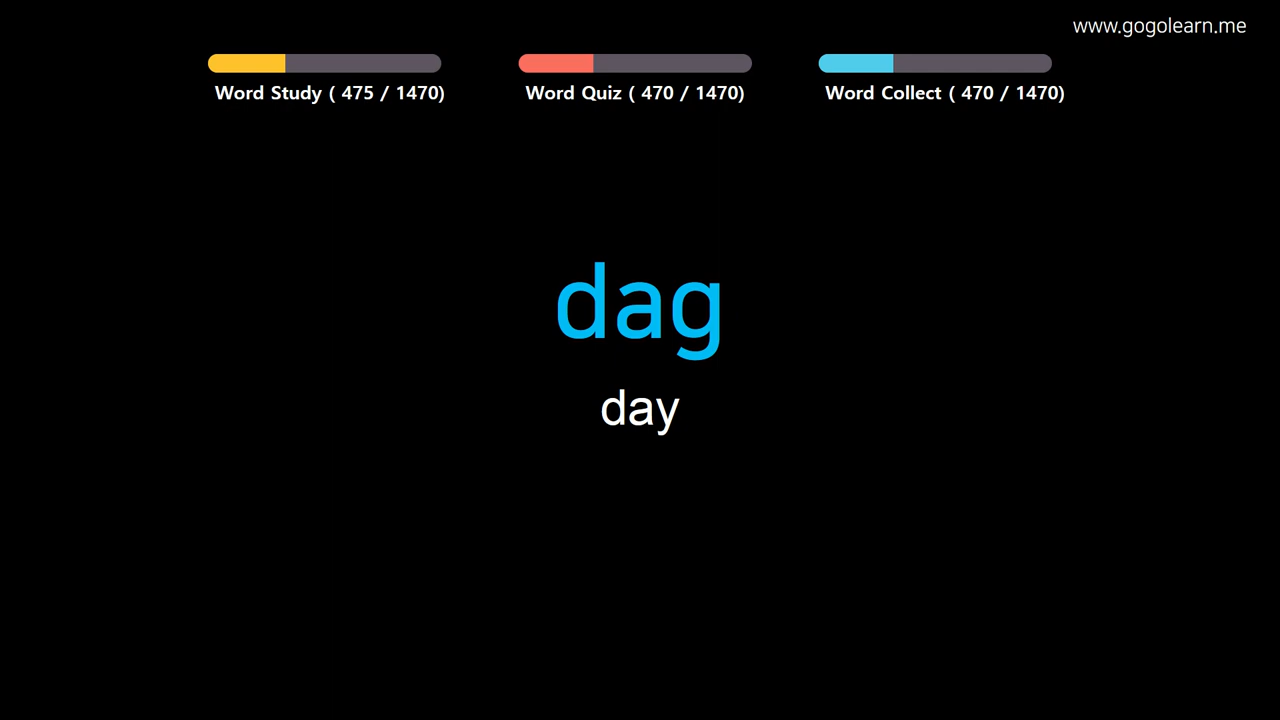 www.gogolearn.me
Word Study ( 475 / 1470)
Word Quiz ( 470 / 1470)
Word Collect ( 470 / 1470)
dag
day